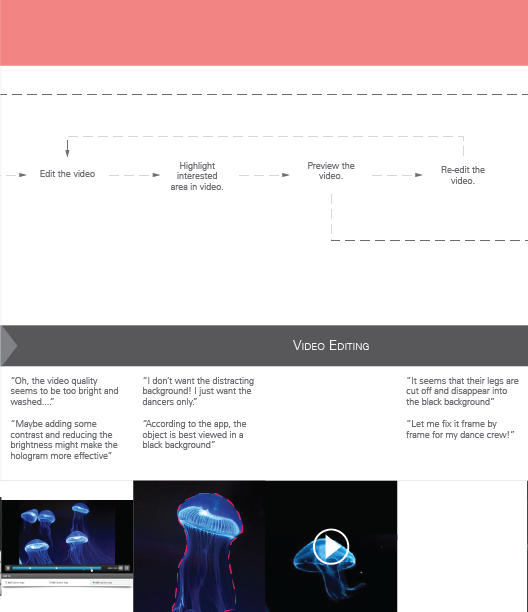 Edit the video
Highlight
interested
area in video.
Preview the
video.
Re-edit the
video.
VIDEO EDITING
“Oh, the video quality
seems to be too bright and
washed....”
“Maybe adding some
contrast and reducing the
brightness might make the
hologram more effective”
“I don’t want the distracting
background! I just want the
dancers only.”
“According to the app, the
object is best viewed in a
black background”
“It seems that their legs are
cut off and disappear into
the black background”
“Let me fix it frame by
frame for my dance crew!”